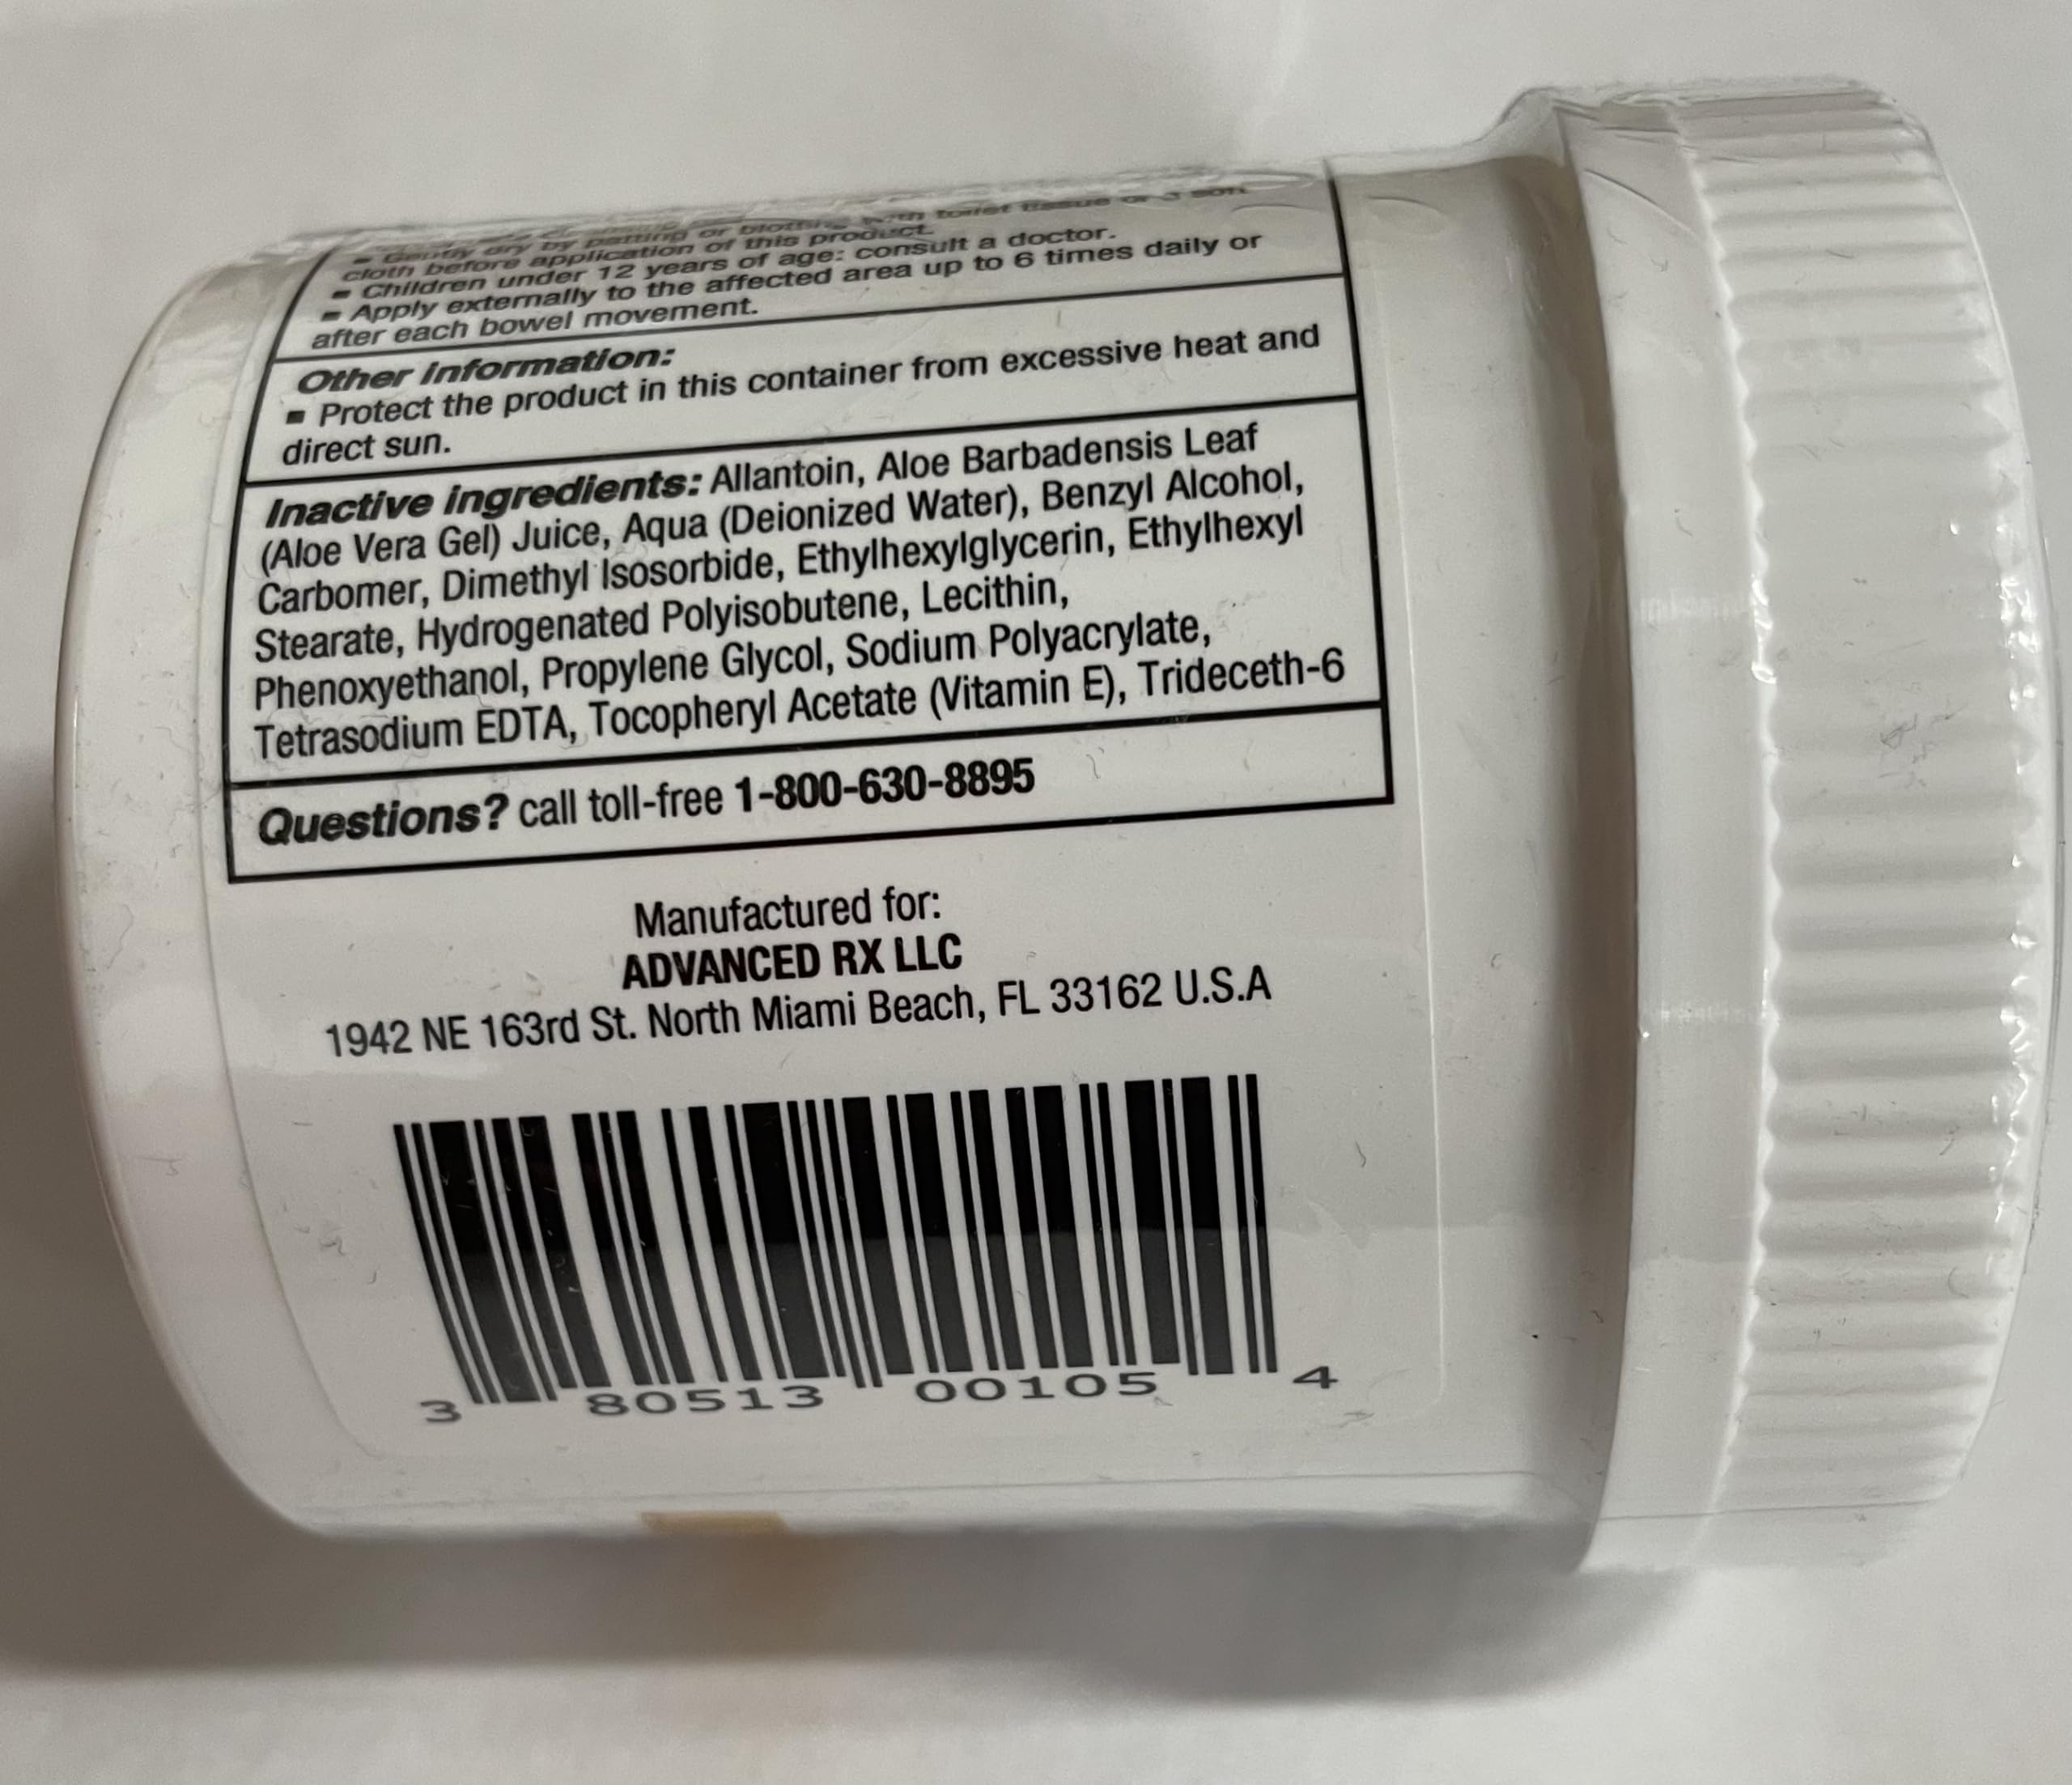 ■ Gently dry by patting or blotting with toilet tissue or a soft
cloth before application of this product.
■ Children under 12 years of age: consult a doctor.
■ Apply externally to the affected area up to 6 times daily or
after each bowel movement.
Other information:
■ Protect the product in this container from excessive heat and
direct sun.
Inactive ingredients: Allantoin, Aloe Barbadensis Leaf
(Aloe Vera Gel) Juice, Aqua (Deionized Water), Benzyl Alcohol,
Carbomer, Dimethyl Isosorbide, Ethylhexylglycerin, Ethylhexyl
Stearate, Hydrogenated Polyisobutene, Lecithin,
Phenoxyethanol, Propylene Glycol, Sodium Polyacrylate,
Tetrasodium EDTA, Tocopheryl Acetate (Vitamin E), Trideceth-6
Questions? call toll-free 1-800-630-8895
Manufactured for:
ADVANCED RX LLC
1942 NE 163rd St. North Miami Beach, FL 33162 U.S.A
3 80513 00105 4